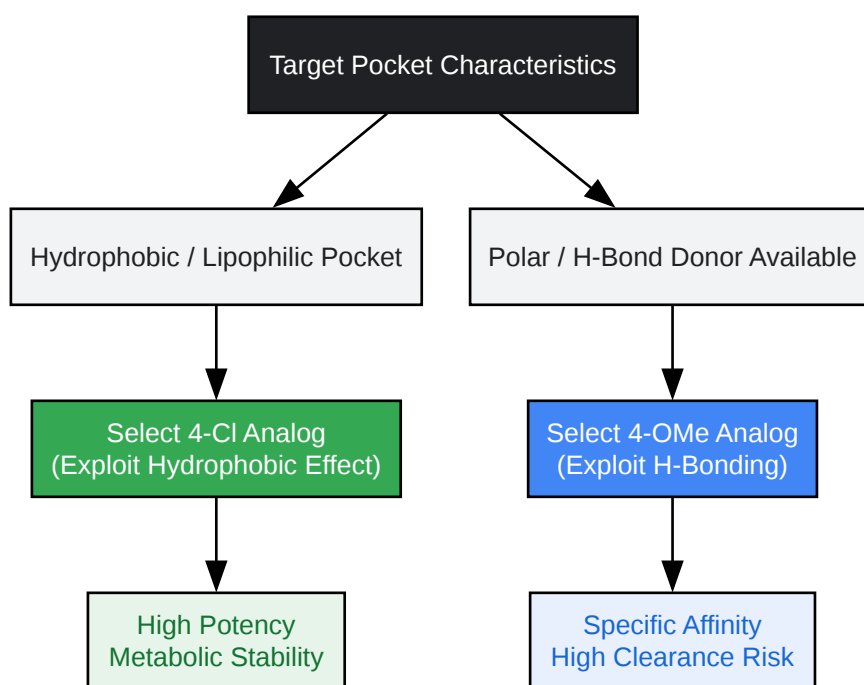 Target Pocket Characteristics
Hydrophobic / Lipophilic Pocket
Polar / H-Bond Donor Available
Select 4-Cl Analog
(Exploit Hydrophobic Effect)
Select 4-OMe Analog
(Exploit H-Bonding)
High Potency
Metabolic Stability
Specific Affinity
High Clearance Risk